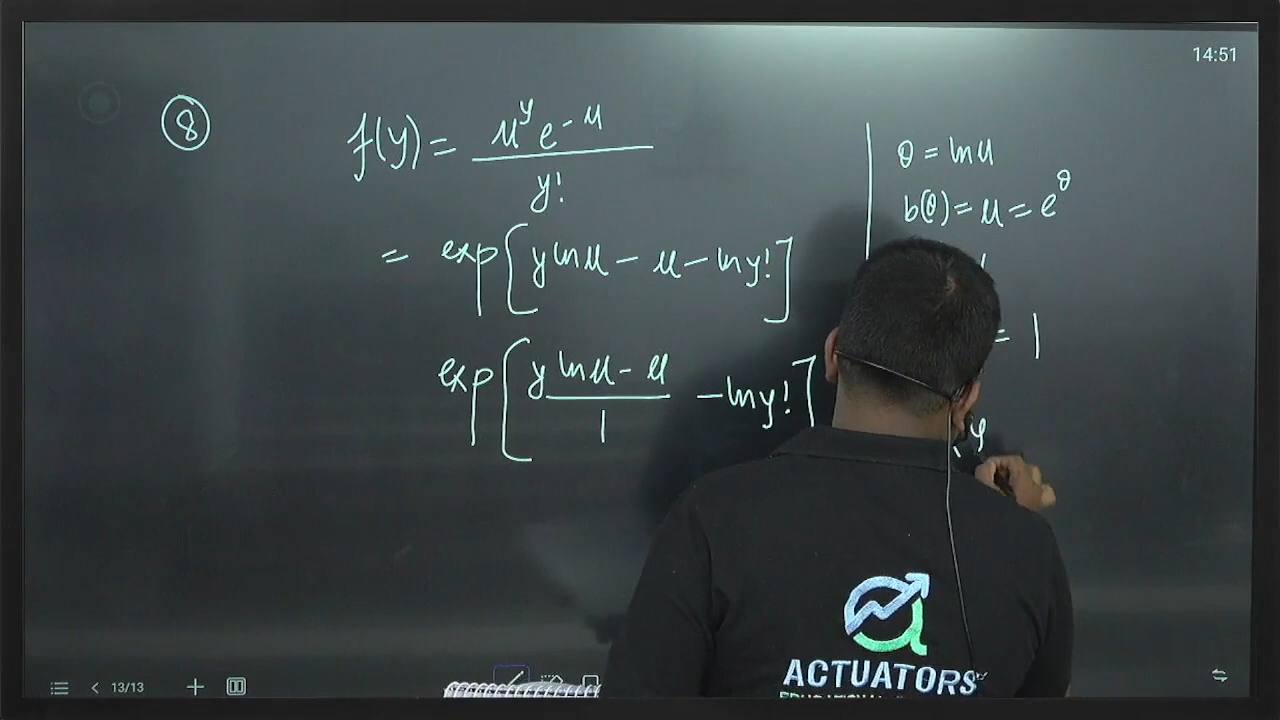 14:51
8
f(y) = μ^y e^-μ / y!
= exp[y ln μ - μ - ln y!]
exp[y ln μ - μ / 1 - ln y!]
θ = ln μ
b(θ) = μ = e^θ
= 1
φ
ACTUATORS
13/13